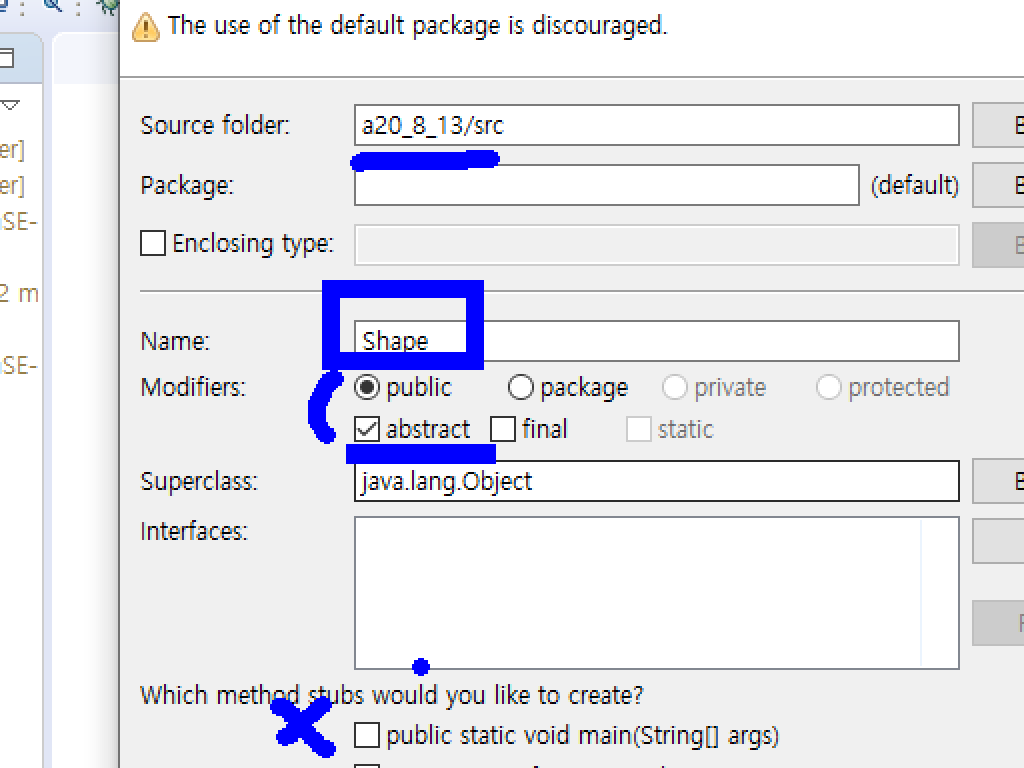 The use of the default package is discouraged.
er]
Source folder: a20_8_13/src
er]
Package: (default)
SE-
Enclosing type:
2 m
Name: Shape
SE-
Modifiers: public package private protected
abstract final static
Superclass: java.lang.Object
Interfaces:
Which method stubs would you like to create?
public static void main(String[] args)